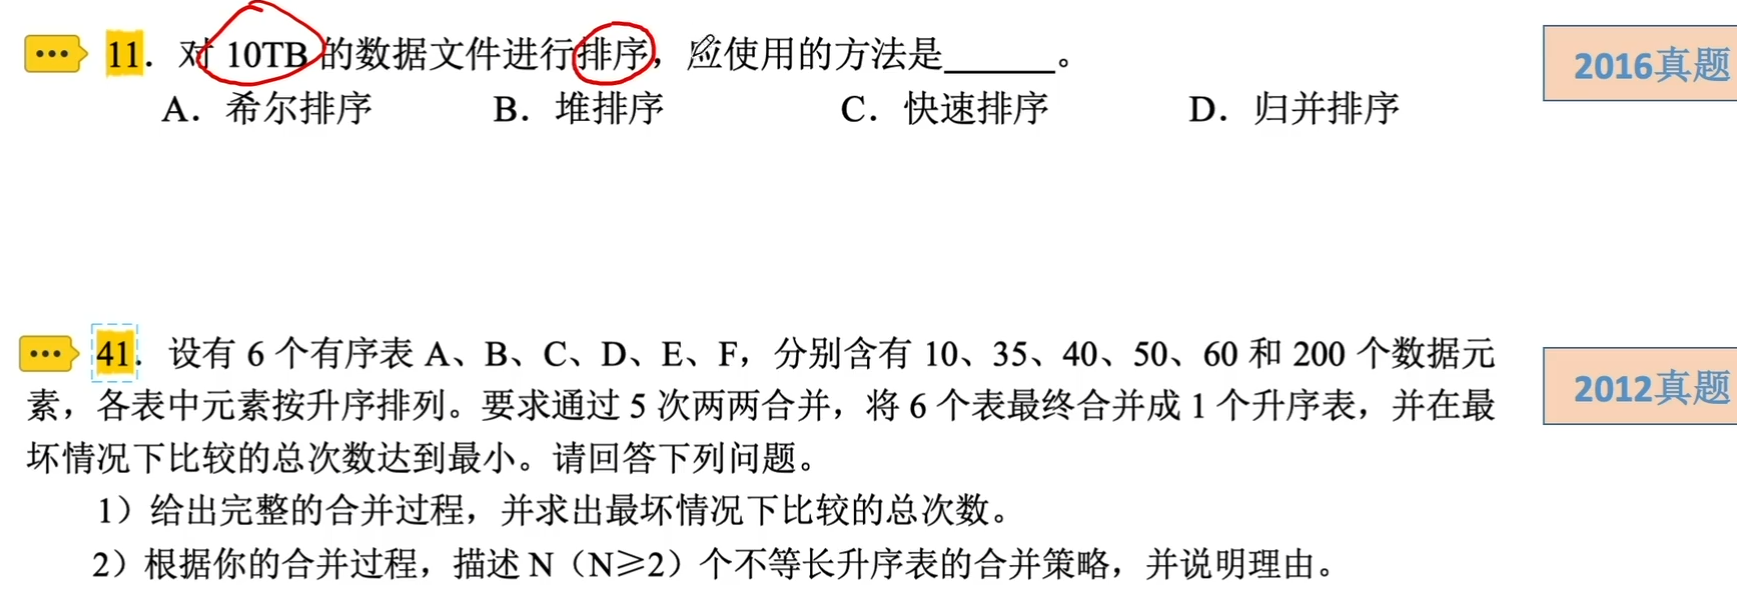 11. 对 10TB 的数据文件进行排序，应使用的方法是______。
2016真题
A. 希尔排序 B. 堆排序 C. 快速排序 D. 归并排序
41. 设有 6 个有序表 A、B、C、D、E、F，分别含有 10、35、40、50、60 和 200 个数据元
2012真题
素，各表中元素按升序排列。要求通过 5 次两两合并，将 6 个表最终合并成 1 个升序表，并在最
坏情况下比较的总次数达到最小。请回答下列问题。
1）给出完整的合并过程，并求出最坏情况下比较的总次数。
2）根据你的合并过程，描述 N（N≥2）个不等长升序表的合并策略，并说明理由。